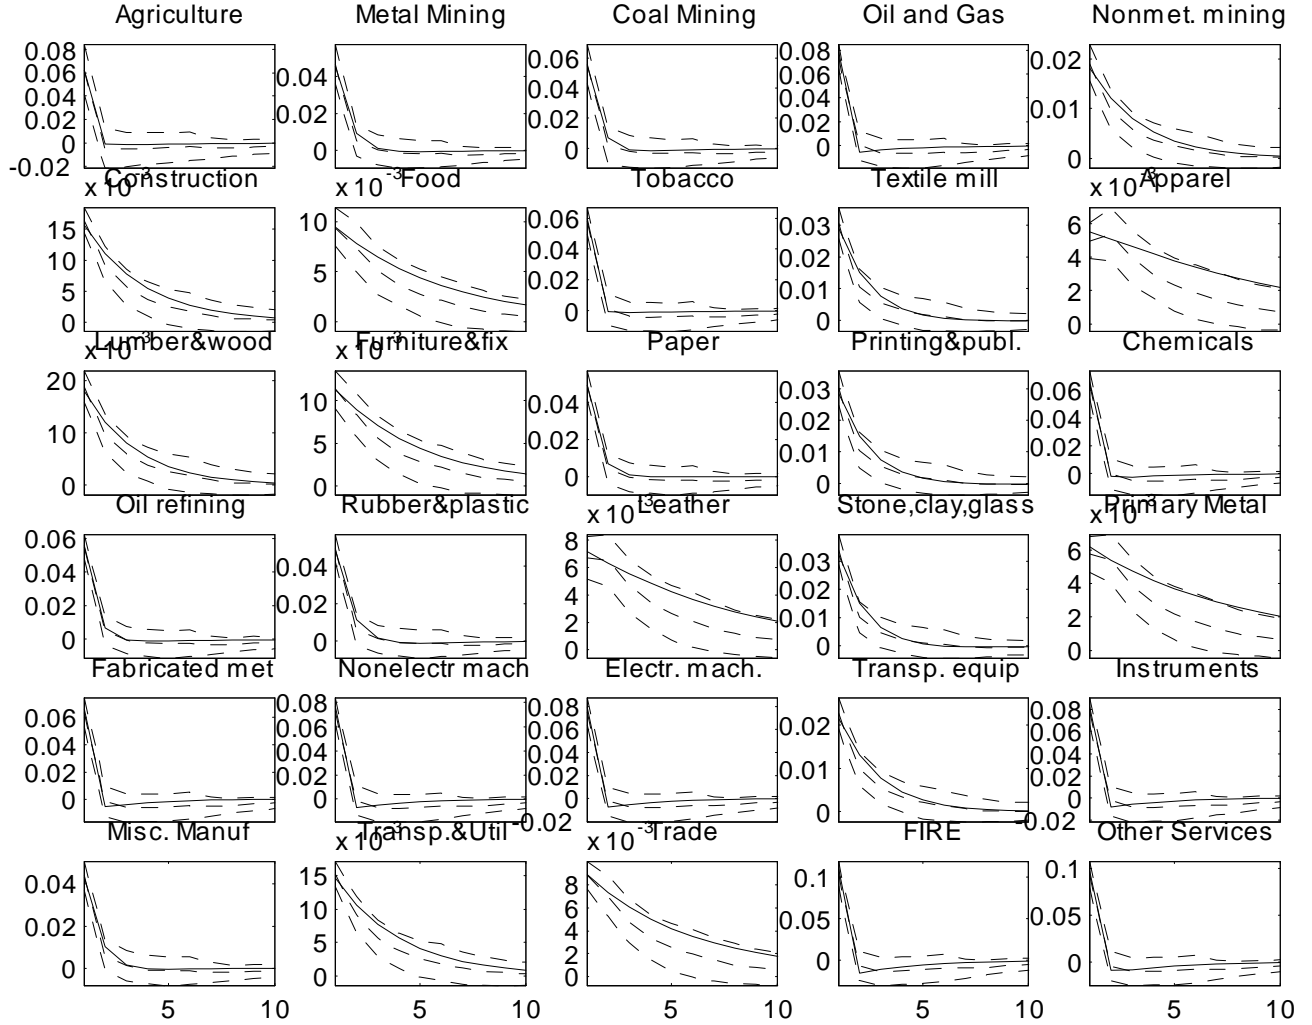 Agriculture Metal Mining Coal Mining Oil and Gas Nonmet. mining
0.08 0.06 0.04 0.02 0 -0.02
0.04 0.02 0
0.06 0.04 0.02 0
0.08 0.06 0.04 0.02 0
0.02 0.01 0
x 10-3 Construction x 10-3 Food Tobacco Textile mill x 10-3 Apparel
15 10 5 0
10 5 0
0.06 0.04 0.02 0
0.03 0.02 0.01 0
6 4 2 0
x 10-3 Lumber&wood x 10-3 Furniture&fix Paper Printing&publ. Chemicals
20 10 0
10 5 0
0.04 0.02 0
0.03 0.02 0.01 0
0.06 0.04 0.02 0
Oil refining Rubber&plastic x 10-3 Leather Stone,clay,glass x 10-3 Primary Metal
0.06 0.04 0.02 0
0.04 0.02 0
8 6 4 2 0
0.03 0.02 0.01 0
6 4 2 0
Fabricated met Nonelectr mach Electr. mach. Transp. equip Instruments
0.06 0.04 0.02 0
0.08 0.06 0.04 0.02 0
0.08 0.06 0.04 0.02 0 -0.02
0.02 0.01 0
0.08 0.06 0.04 0.02 0 -0.02
Misc. Manuf x 10-3 Transp.&Util x 10-3 Trade FIRE Other Services
0.04 0.02 0
15 10 5 0
8 6 4 2 0
0.1 0.05 0
0.1 0.05 0
5 10 5 10 5 10 5 10 5 10